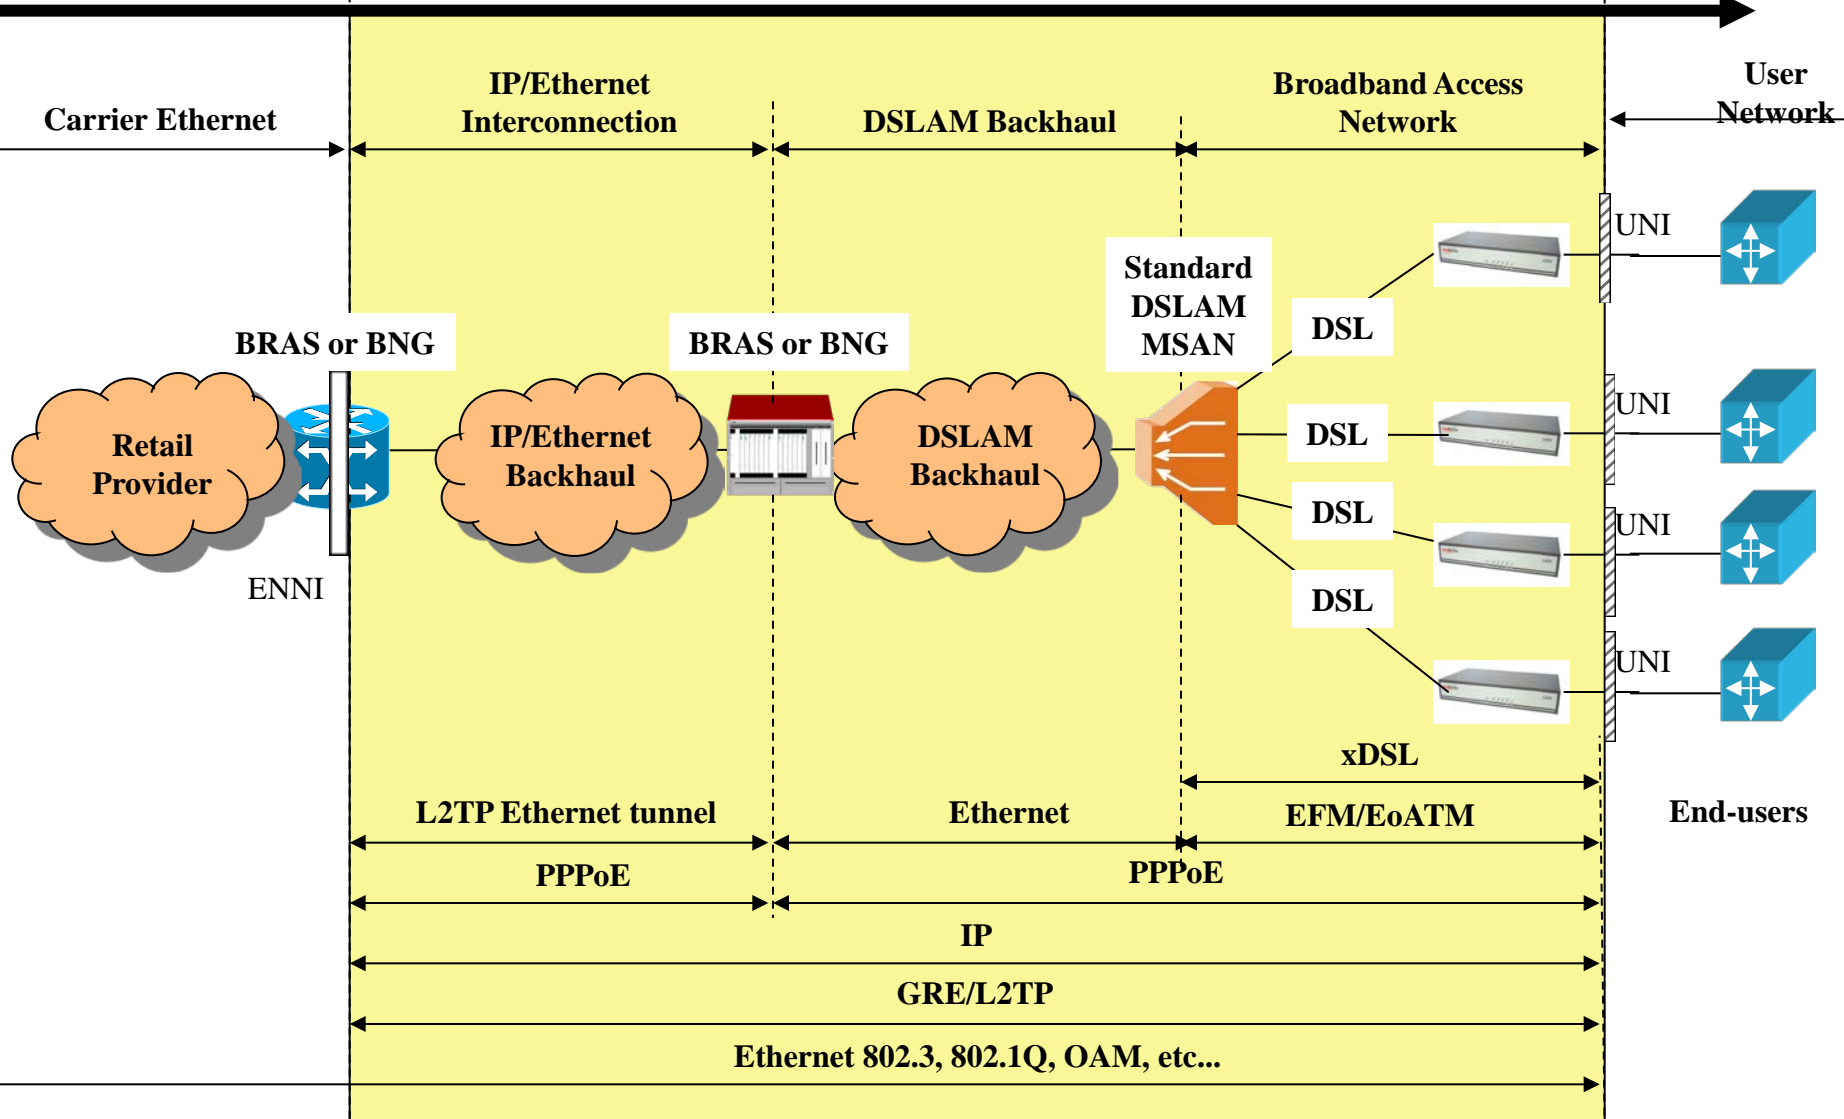 Carrier Ethernet
IP/Ethernet
Interconnection
DSLAM Backhaul
Broadband Access
Network
User
Network
UNI
Standard
DSLAM
MSAN
DSL
BRAS or BNG
BRAS or BNG
UNI
Retail
Provider
IP/Ethernet
Backhaul
DSLAM
Backhaul
DSL
DSL
UNI
ENNI
DSL
UNI
xDSL
L2TP Ethernet tunnel
Ethernet
EFM/EoATM
End-users
PPPoE
PPPoE
IP
GRE/L2TP
Ethernet 802.3, 802.1Q, OAM, etc...